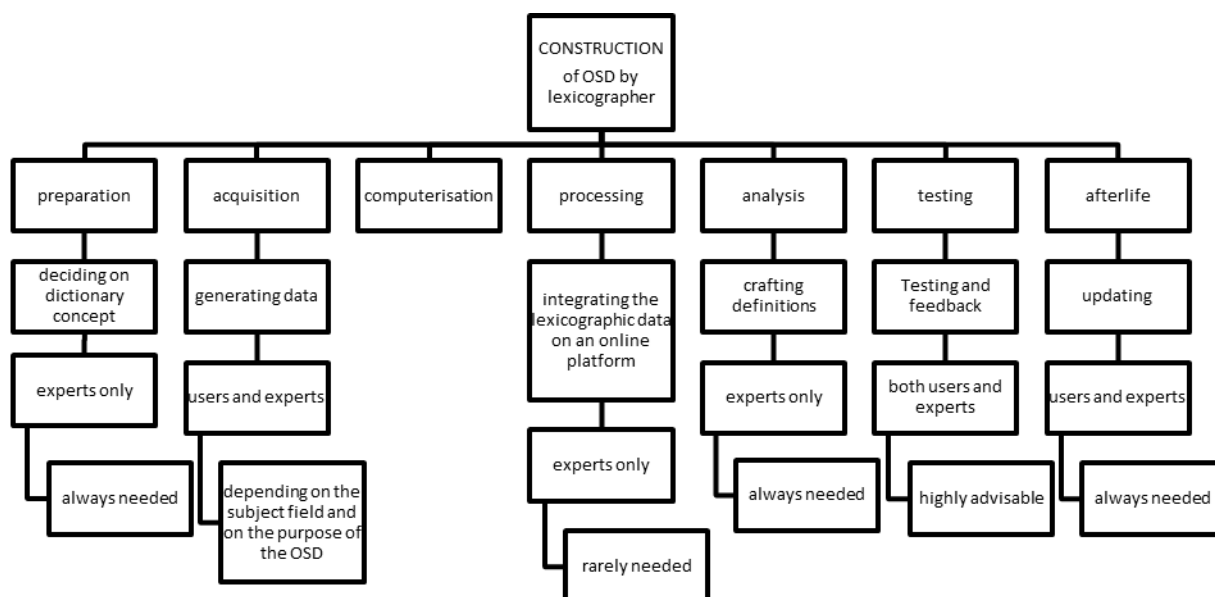 CONSTRUCTION
of OSD by
lexicographer
preparation
acquisition
computerisation
processing
analysis
testing
afterlife
deciding on
dictionary
concept
generating data
integrating the
lexicographic data
on an online
platform
crafting
definitions
Testing and
feedback
updating
experts only
users and experts
experts only
experts only
both users and
experts
users and experts
always needed
depending on the
subject field and
on the purpose of
the OSD
rarely needed
always needed
highly advisable
always needed